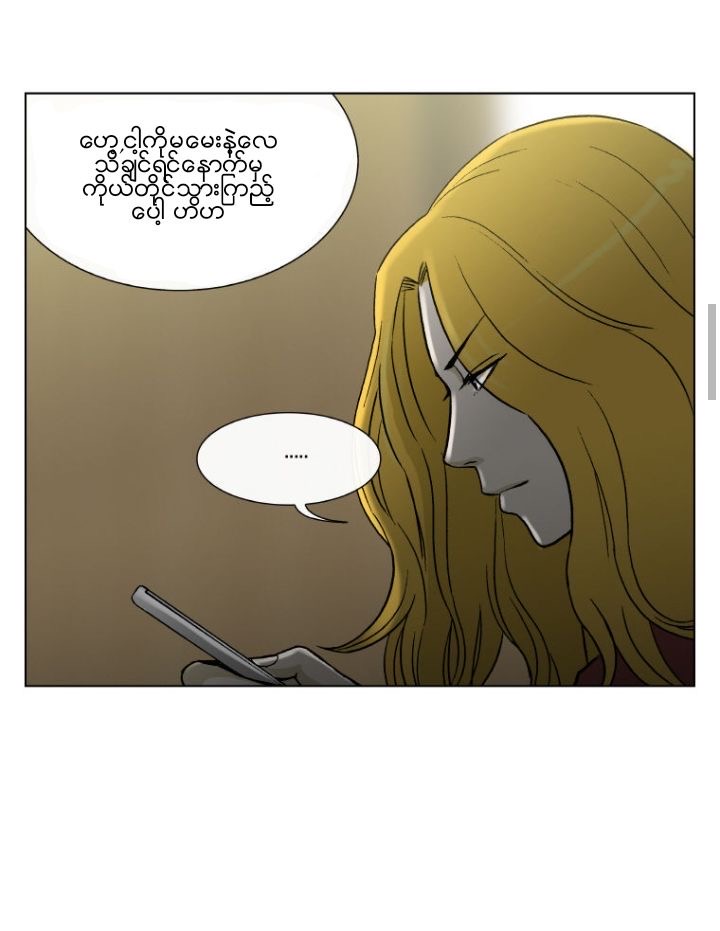 ဟေ့ ငါ့ကိုမမေးနဲ့လေ
သိချင်ရင်နောက်မှ
ကိုယ်တိုင်သွားကြည့်
ပေါ့ ဟဟ
.....